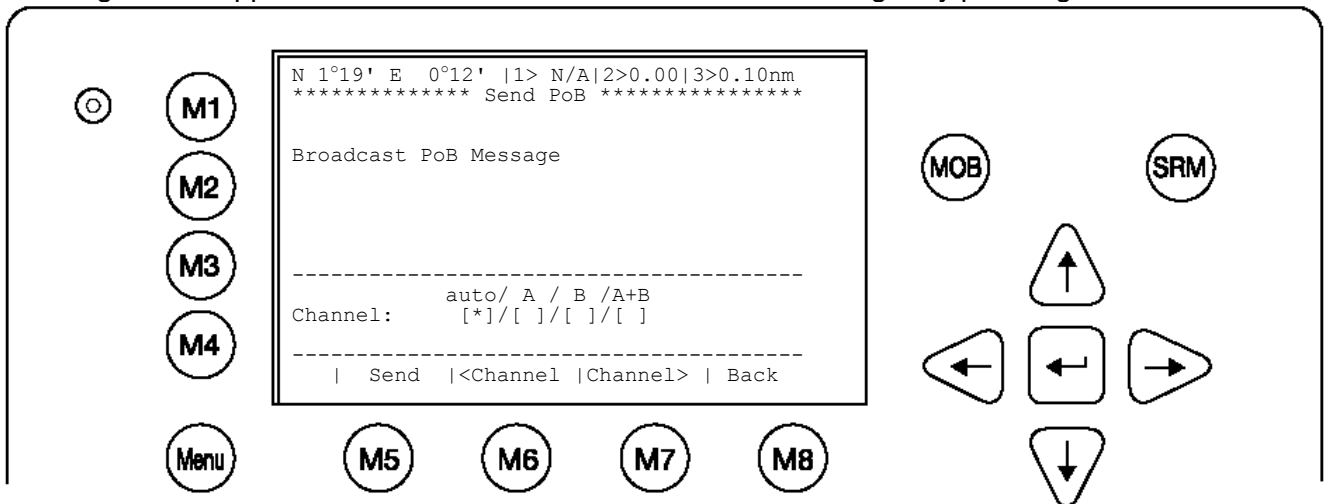 N 1°19' E  0°12' |1> N/A|2>0.00|3>0.10nm
************** Send PoB ****************
M1
Broadcast PoB Message
MOB
SRM
M2
M3
----------------------------------------
auto/ A / B /A+B
Channel: [*]/[ ]/[ ]/[ ]
M4
----------------------------------------
| Send |<Channel |Channel> | Back
Menu
M5
M6
M7
M8